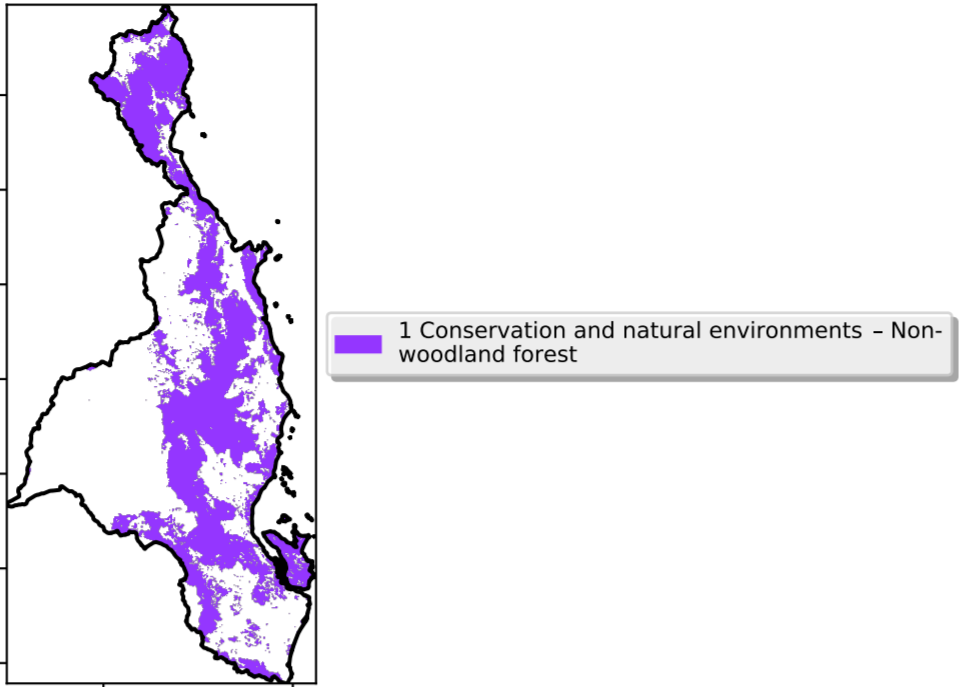 1 Conservation and natural environments – Non-
woodland forest